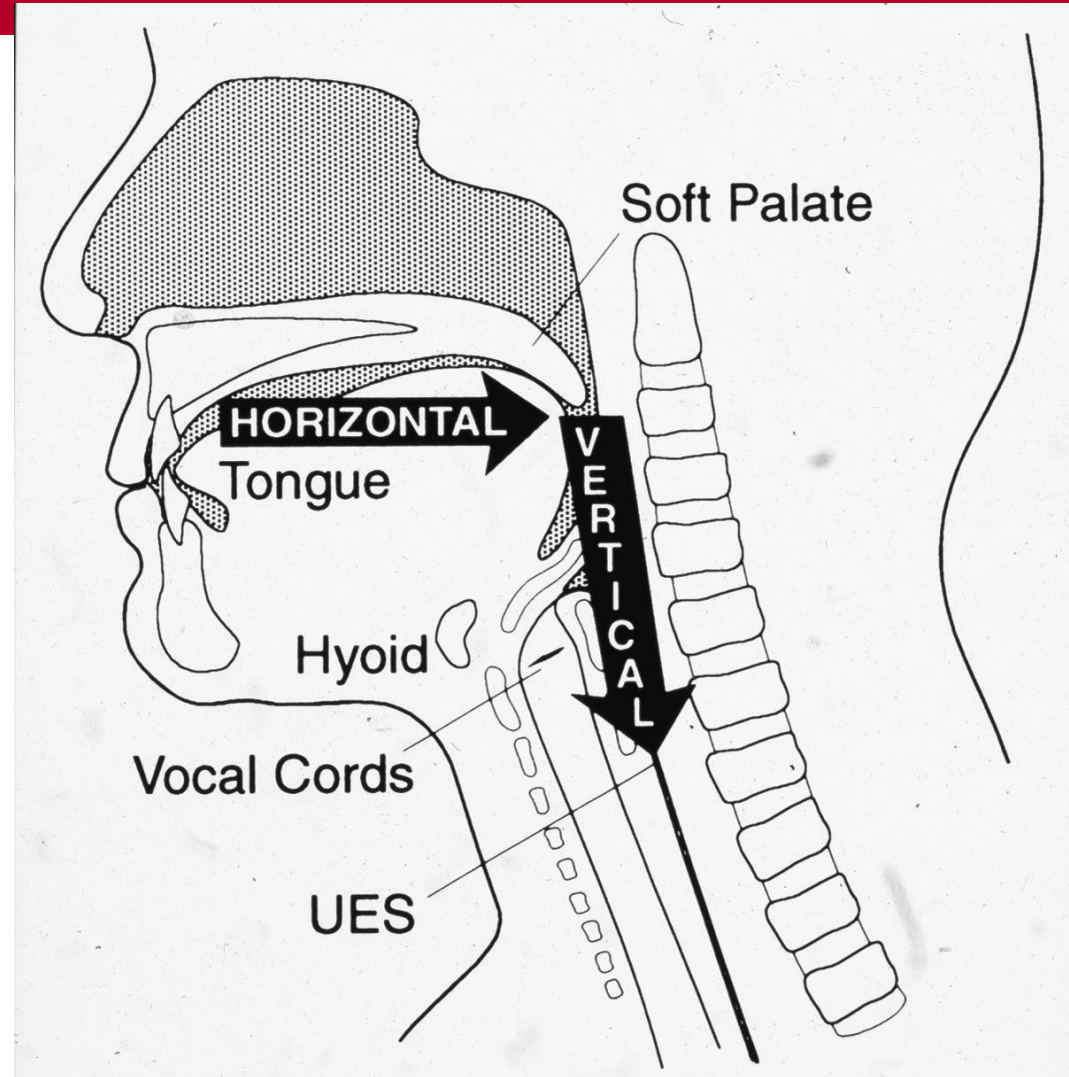 Soft Palate
HORIZONTAL
Tongue
VERTICAL
Hyoid
Vocal Cords
UES